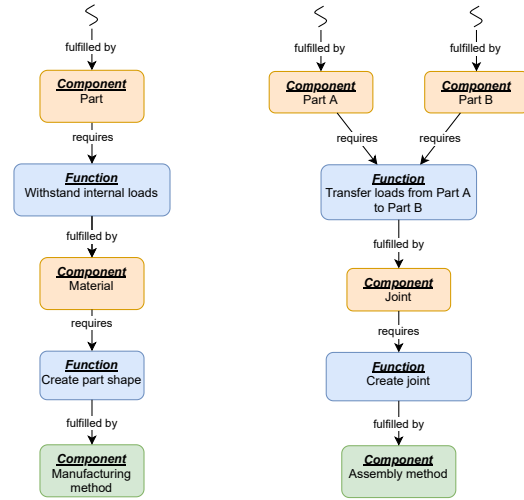 fulfilled by
Component
Part
requires
Function
Withstand internal loads
fulfilled by
Component
Material
requires
Function
Create part shape
fulfilled by
Component
Manufacturing
method
fulfilled by
fulfilled by
Component
Part A
Component
Part B
requires
requires
Function
Transfer loads from Part A
to Part B
fulfilled by
Component
Joint
requires
Function
Create joint
fulfilled by
Component
Assembly method